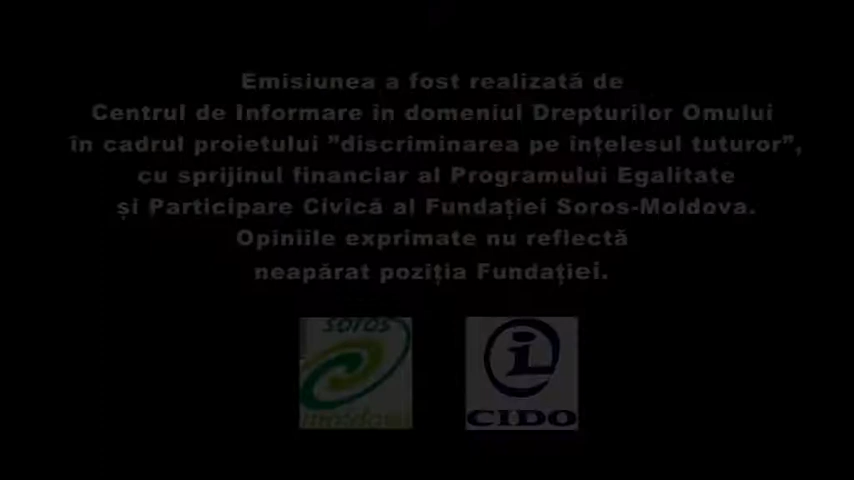 Emisiunea a fost realizată de
Centrul de Informare în domeniul Drepturilor Omului
în cadrul proietului ”discriminarea pe înțelesul tuturor”,
cu sprijinul financiar al Programului Egalitate
și Participare Civică al Fundației Soros-Moldova.
Opiniile exprimate nu reflectă
neapărat poziția Fundației.
soros
moldova
CIDO